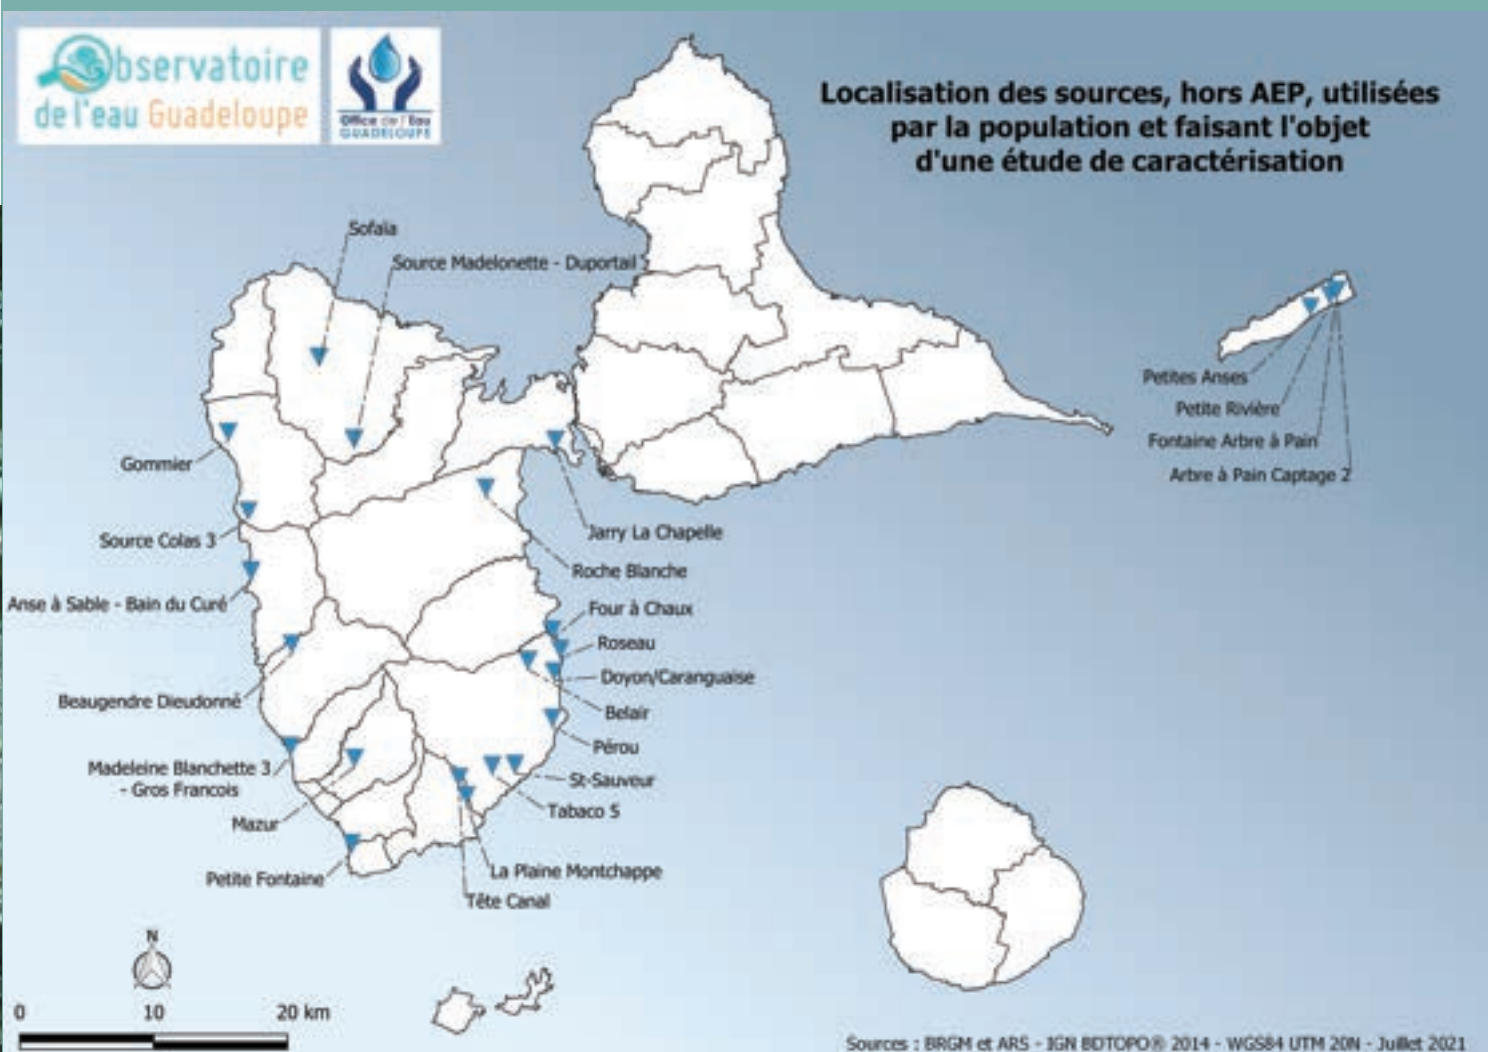 Observatoire
de l'eau Guadeloupe
Office de l'Eau
GUADELOUPE
Localisation des sources, hors AEP, utilisées
par la population et faisant l'objet
d'une étude de caractérisation
Sofaïa
Source Madelonette - Duportail
Petites Anses
Petite Rivière
Fontaine Arbre à Pain
Arbre à Pain Captage 2
Gommier
Source Colas 3
Jarry La Chapelle
Roche Blanche
Anse à Sable - Bain du Curé
Four à Chaux
Roseau
Doyon/Caranguaise
Beaugendre Dieudonné
Belair
Pérou
Madeleine Blanchette 3
- Gros Francois
St-Sauveur
Tabaco 5
Mazur
Petite Fontaine
La Plaine Montchappe
Tête Canal
N
0 10 20 km
Sources : BRGM et ARS - IGN BDTOPO® 2014 - WGS84 UTM 20N - Juillet 2021